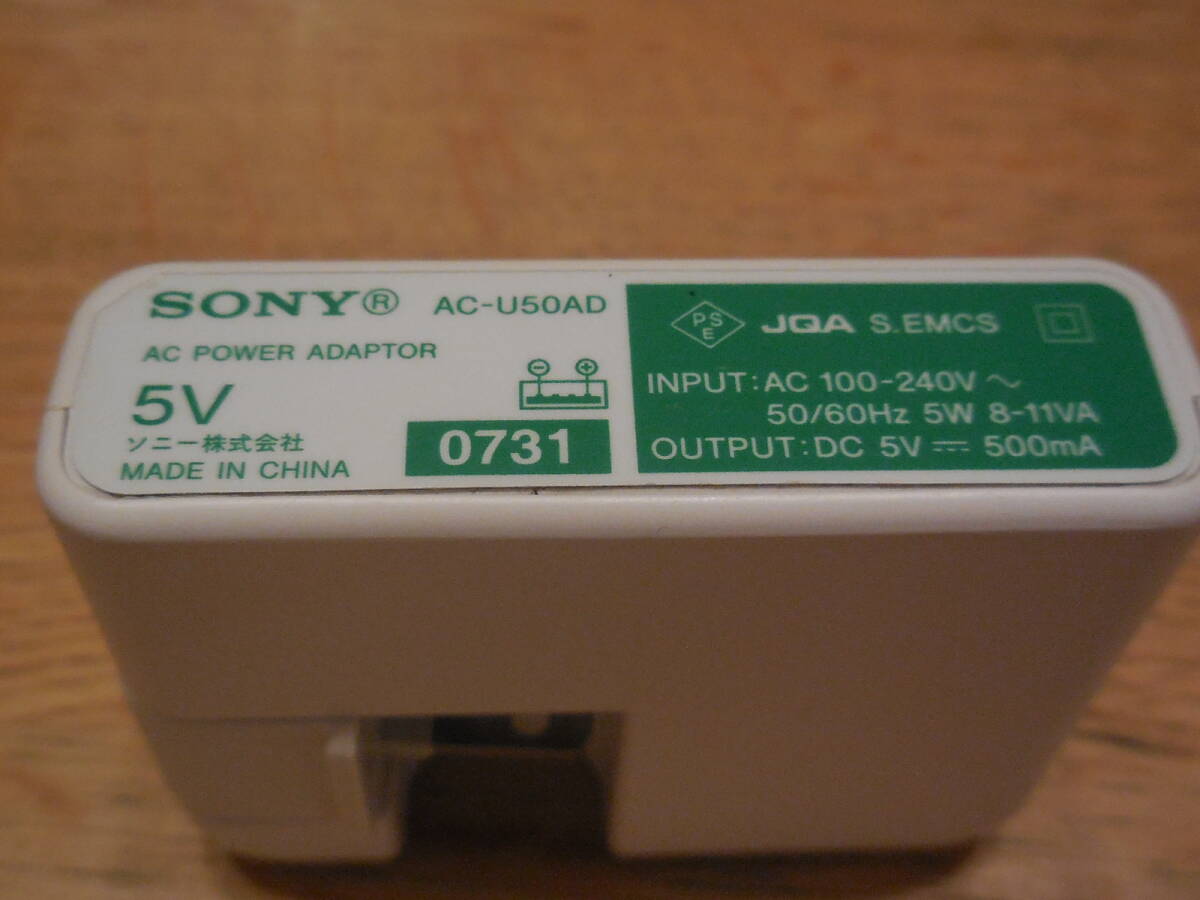 SONY® AC-U50AD
AC POWER ADAPTOR
5V
ソニー株式会社
MADE IN CHINA
0731
PSE JQA S.EMCS
INPUT:AC 100-240V～
50/60Hz 5W 8-11VA
OUTPUT:DC 5V⎓500mA